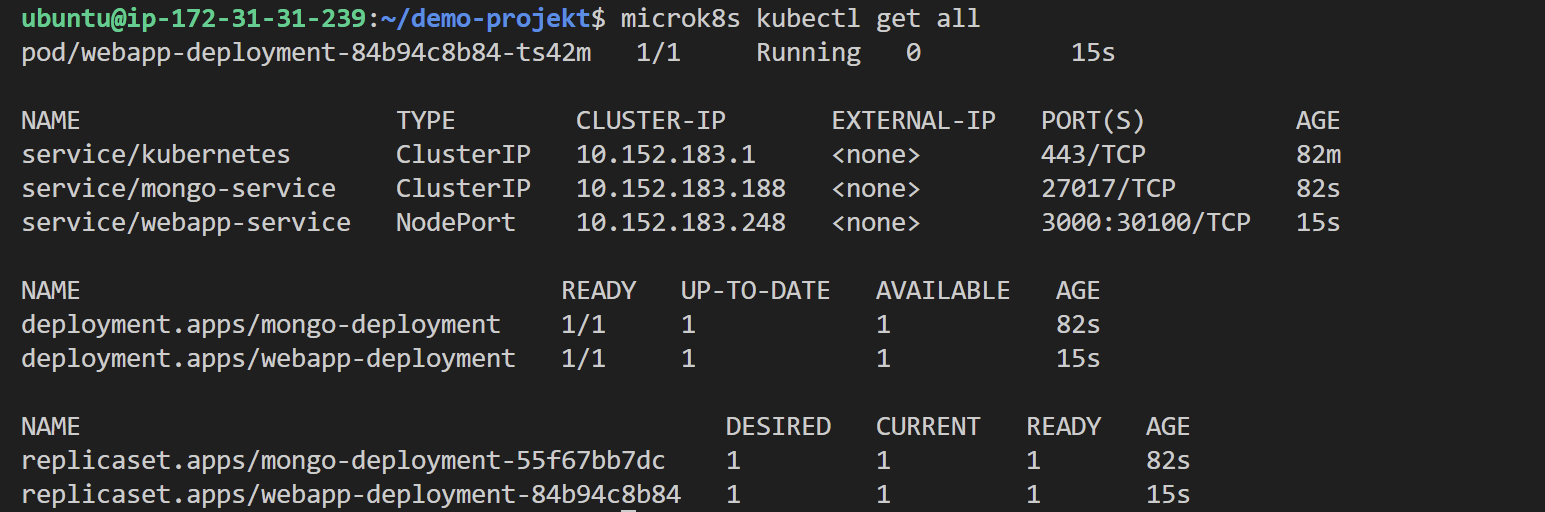 ubuntu@ip-172-31-31-239:~/demo-projekt$ microk8s kubectl get all
pod/webapp-deployment-84b94c8b84-ts42m   1/1     Running   0          15s
NAME                     TYPE        CLUSTER-IP       EXTERNAL-IP   PORT(S)          AGE
service/kubernetes       ClusterIP   10.152.183.1     <none>        443/TCP          82m
service/mongo-service    ClusterIP   10.152.183.188   <none>        27017/TCP        82s
service/webapp-service   NodePort    10.152.183.248   <none>        3000:30100/TCP   15s
NAME                                READY   UP-TO-DATE   AVAILABLE   AGE
deployment.apps/mongo-deployment    1/1     1            1           82s
deployment.apps/webapp-deployment   1/1     1            1           15s
NAME                                           DESIRED   CURRENT   READY   AGE
replicaset.apps/mongo-deployment-55f67bb7dc    1         1         1       82s
replicaset.apps/webapp-deployment-84b94c8b84   1         1         1       15s